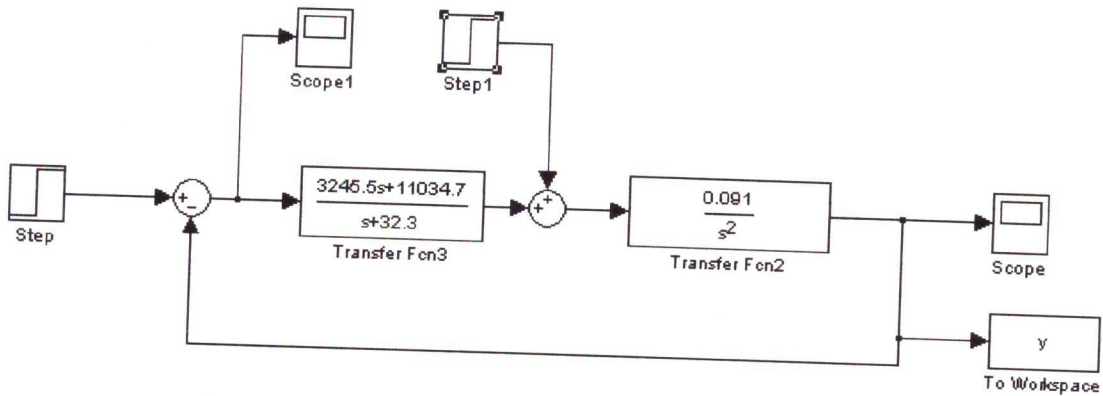 Scope1
Step1
Step
+
−
3245.5s+11034.7
s+32.3
Transfer Fcn3
+
+
0.091
s2
Transfer Fcn2
Scope
y
To Workspace